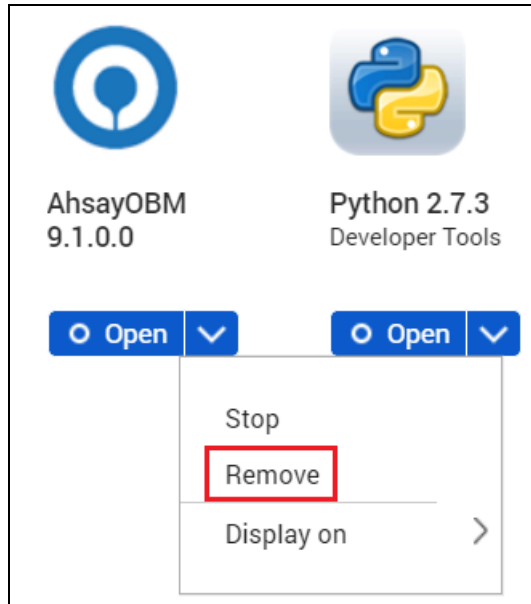 AhsayOBM
9.1.0.0
Python 2.7.3
Developer Tools
Open
Open
Stop
Remove
Display on